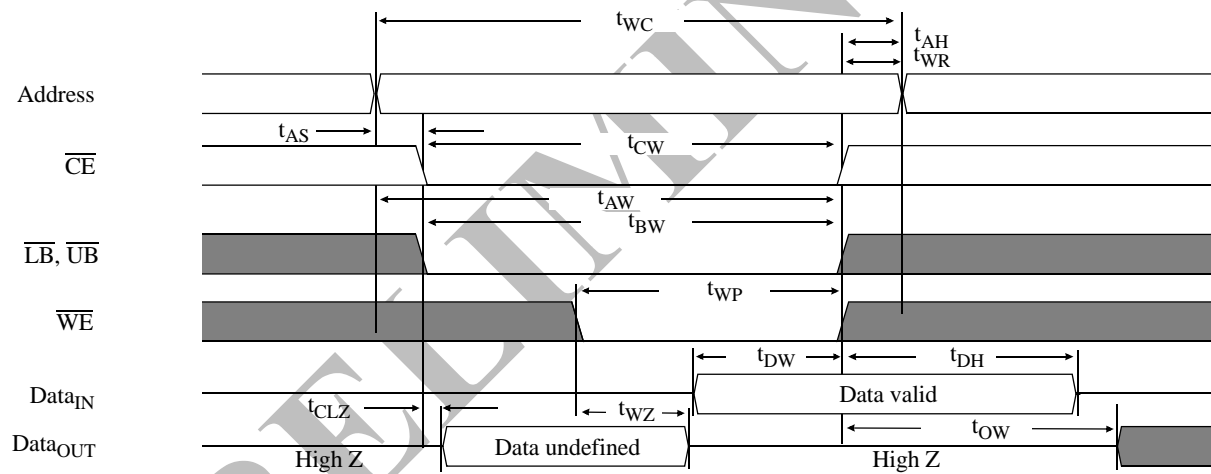 tWC
tAH
tWR
Address
tAS
tCW
CE
tAW
tBW
LB, UB
tWP
WE
tDW
tDH
DataIN
Data valid
tCLZ
tWZ
tOW
DataOUT
Data undefined
High Z
High Z
RELIMIN